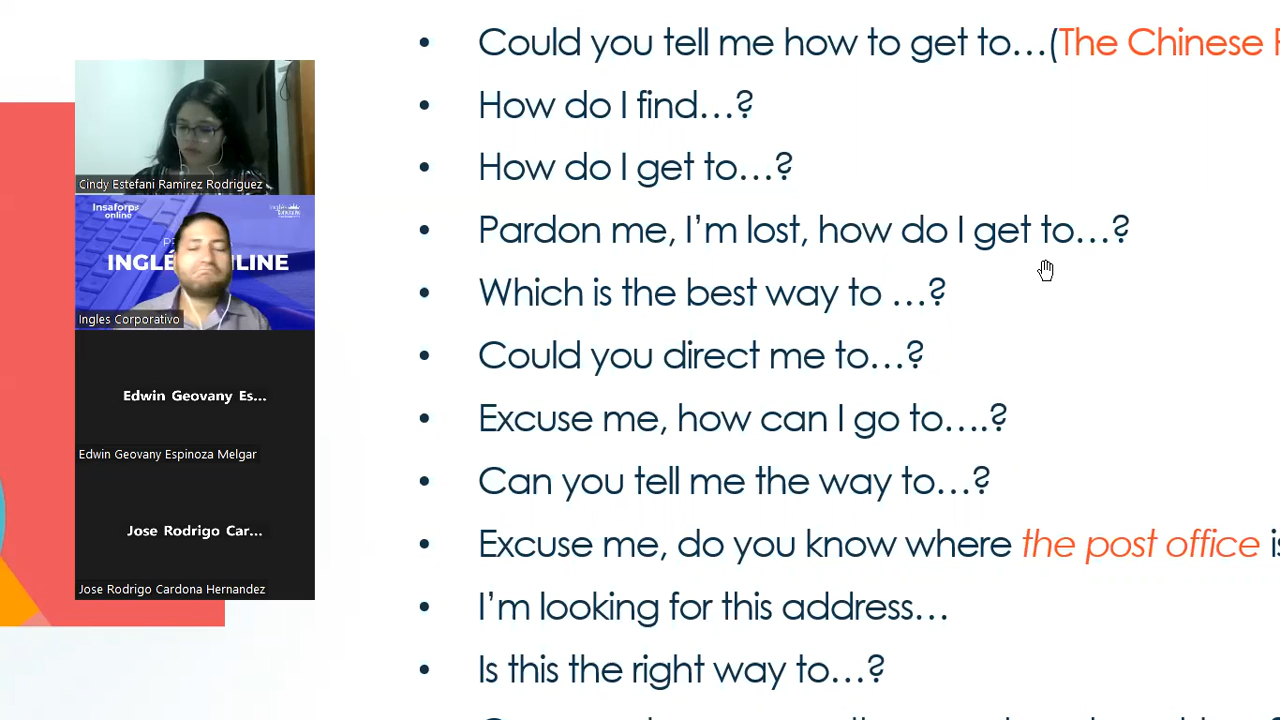 Could you tell me how to get to…(The Chinese
How do I find…?
How do I get to…?
Pardon me, I'm lost, how do I get to…?
Which is the best way to …?
Could you direct me to…?
Excuse me, how can I go to….?
Can you tell me the way to…?
Excuse me, do you know where the post office is
I'm looking for this address…
Is this the right way to…?
Cindy Estefani Ramirez Rodriguez
Insaforp
online
INGLÉ
LINE
Ingles Corporativo
Edwin Geovany Es...
Edwin Geovany Espinoza Melgar
Jose Rodrigo Car...
Jose Rodrigo Cardona Hernandez